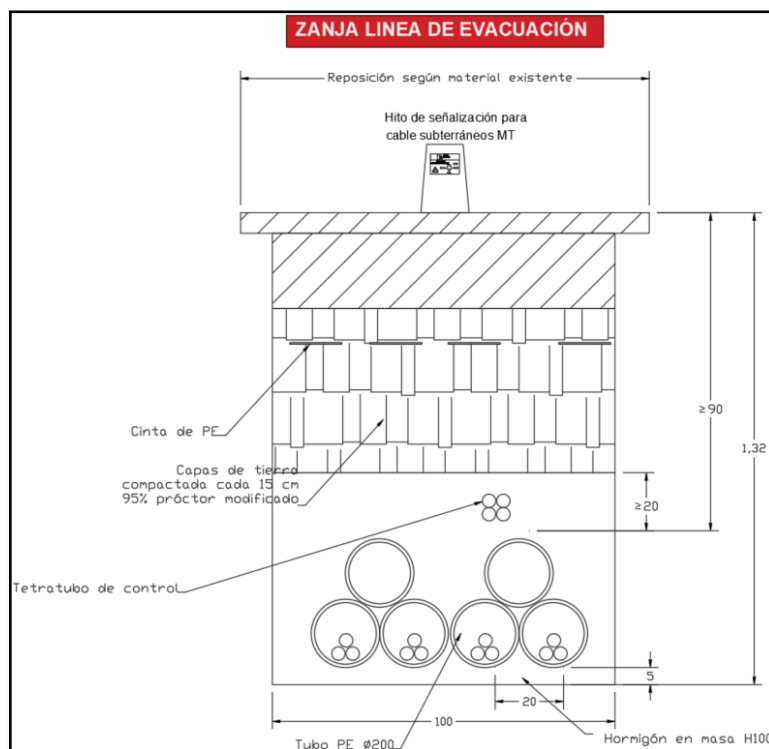 ZANJA LINEA DE EVACUACIÓN
Reposición según material existente
Hito de señalización para
cable subterráneos MT
≥90
1,32
Cinta de PE
Capas de tierra
compactada cada 15 cm
95% próctor modificado
≥20
Tetratubo de control
5
20
100
Tubo PE Ø200
Hormigón en masa H100